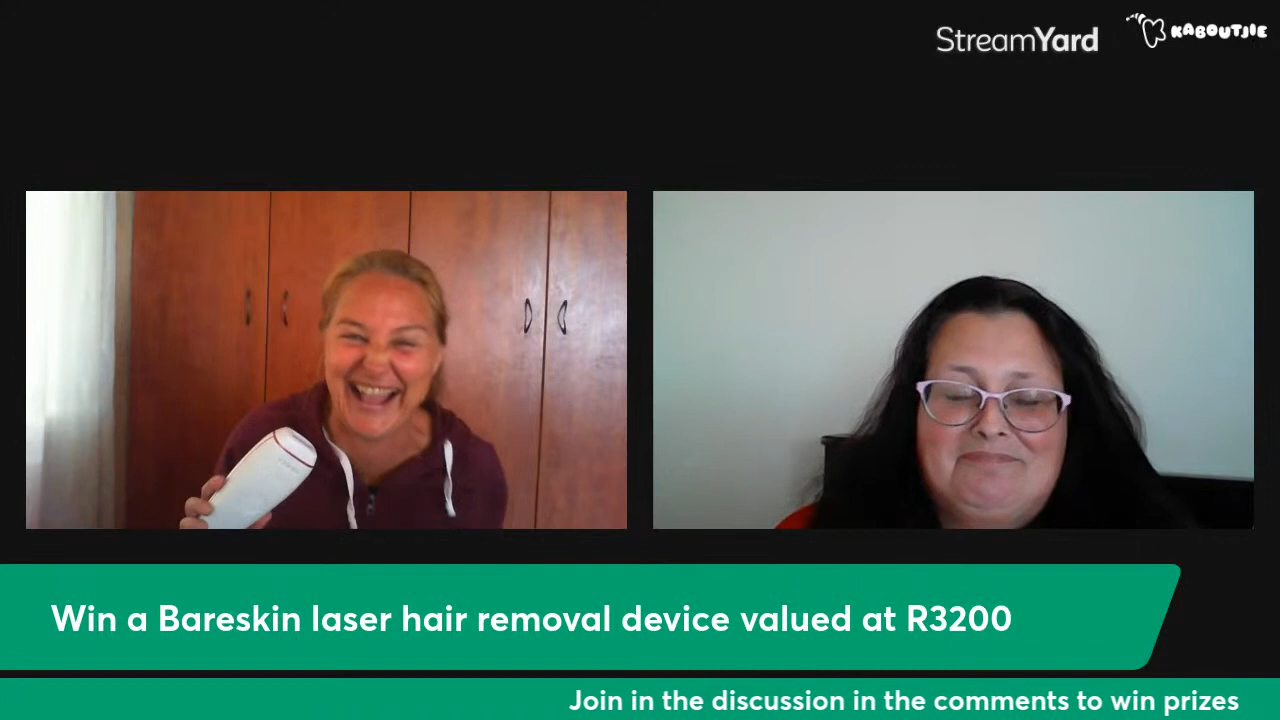 StreamYard
KABOUTJIE
Win a Bareskin laser hair removal device valued at R3200
Join in the discussion in the comments to win prizes